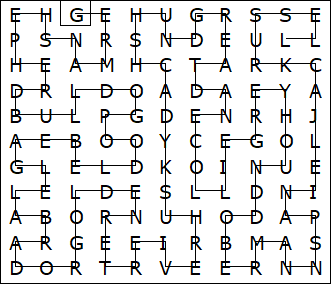 E H G E H U G R S S E
P S N R S N D E U L L
H E A M H C T A R K C
D R L D O A D A E Y A
B U L P G D E N R H J
A E B O O Y C E G O L
G L E L D K O I N U E
L E L D E S L L D N I
A B O R N U H O D A P
A R G E E I R B M A S
D O R T R V E E R N N